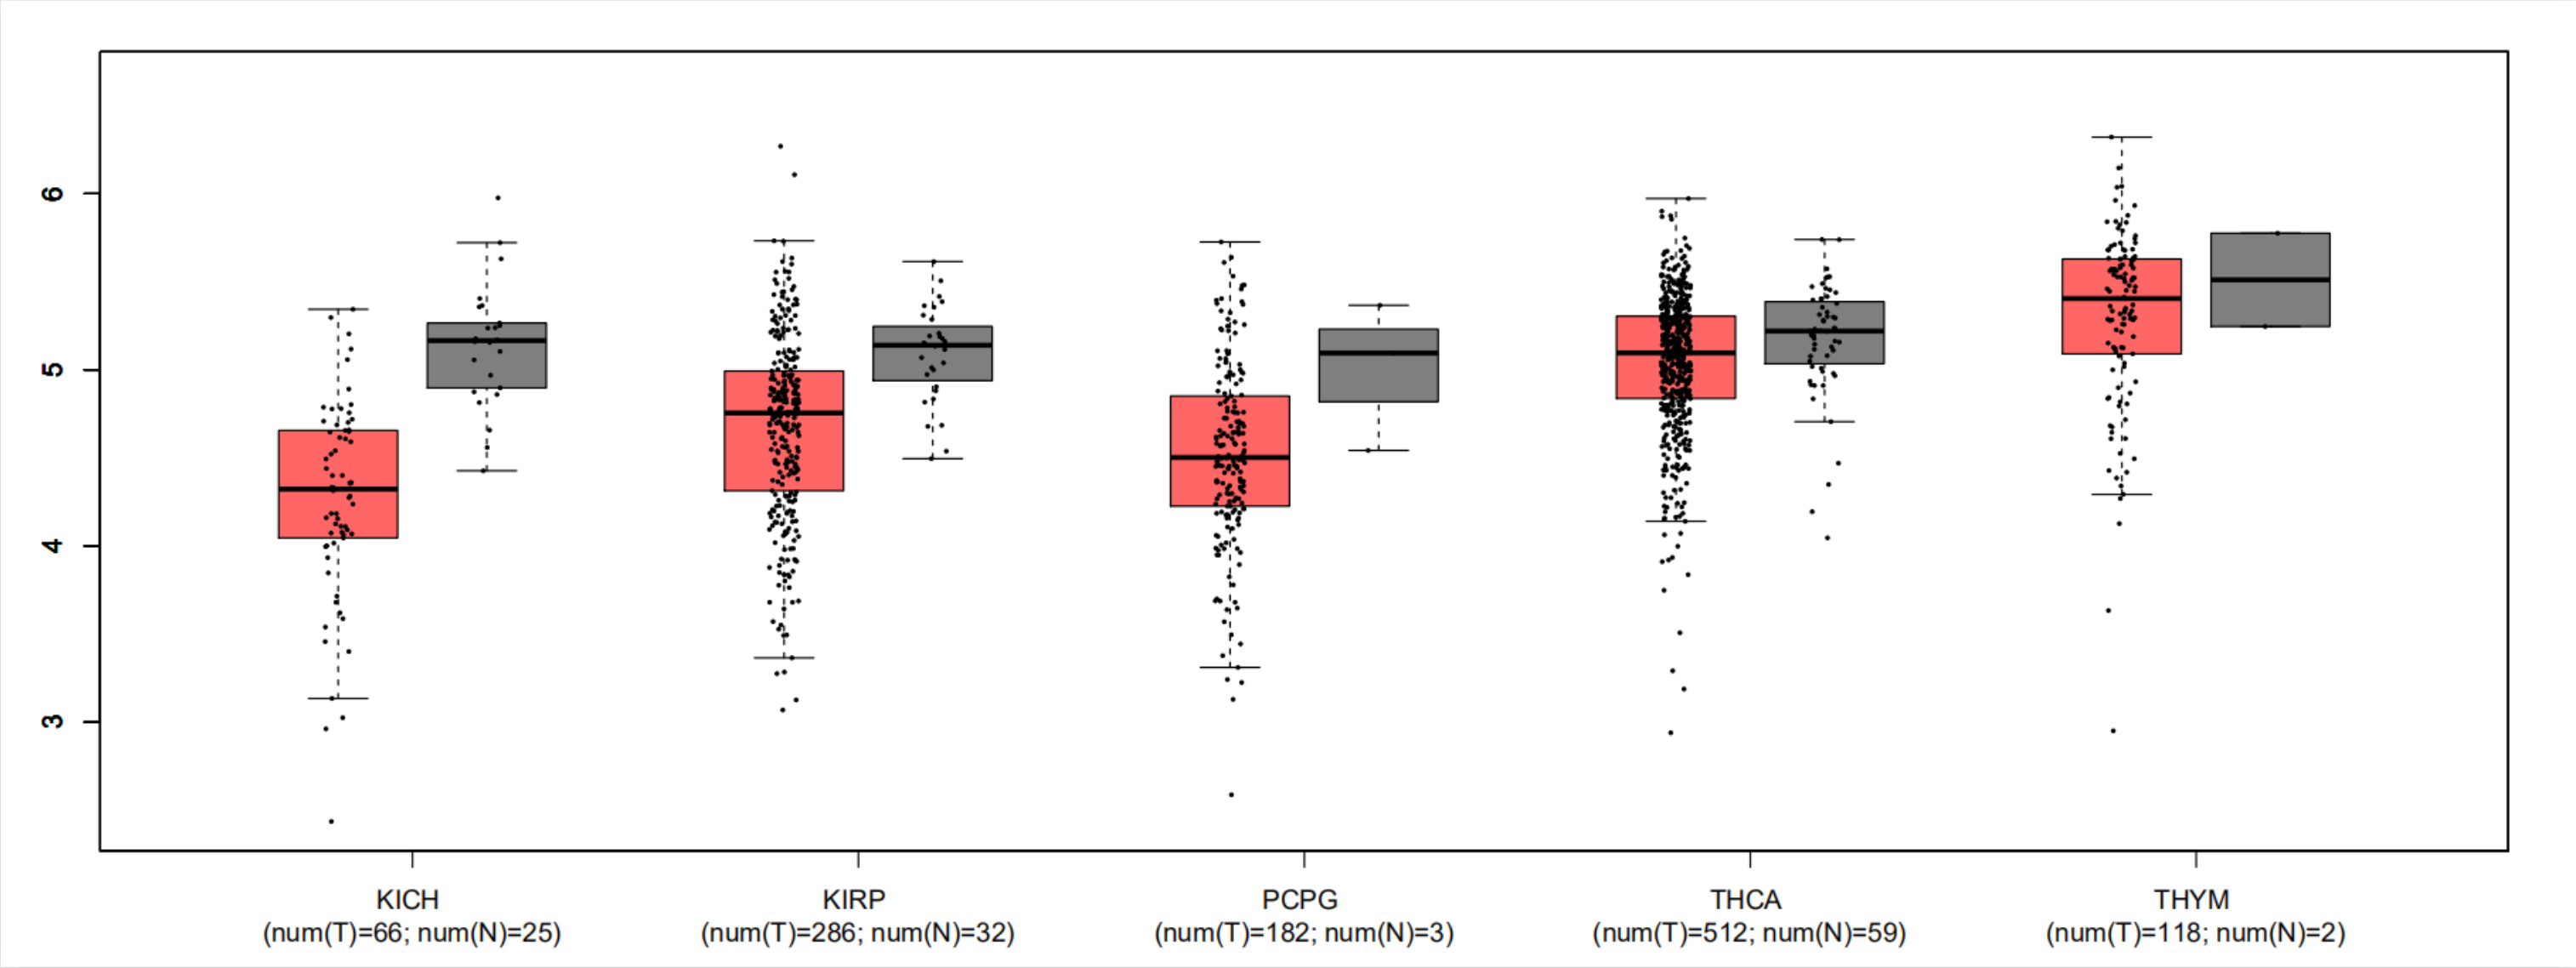 6
5
4
3
KICH
(num(T)=66; num(N)=25)
KIRP
(num(T)=286; num(N)=32)
PCPG
(num(T)=182; num(N)=3)
THCA
(num(T)=512; num(N)=59)
THYM
(num(T)=118; num(N)=2)